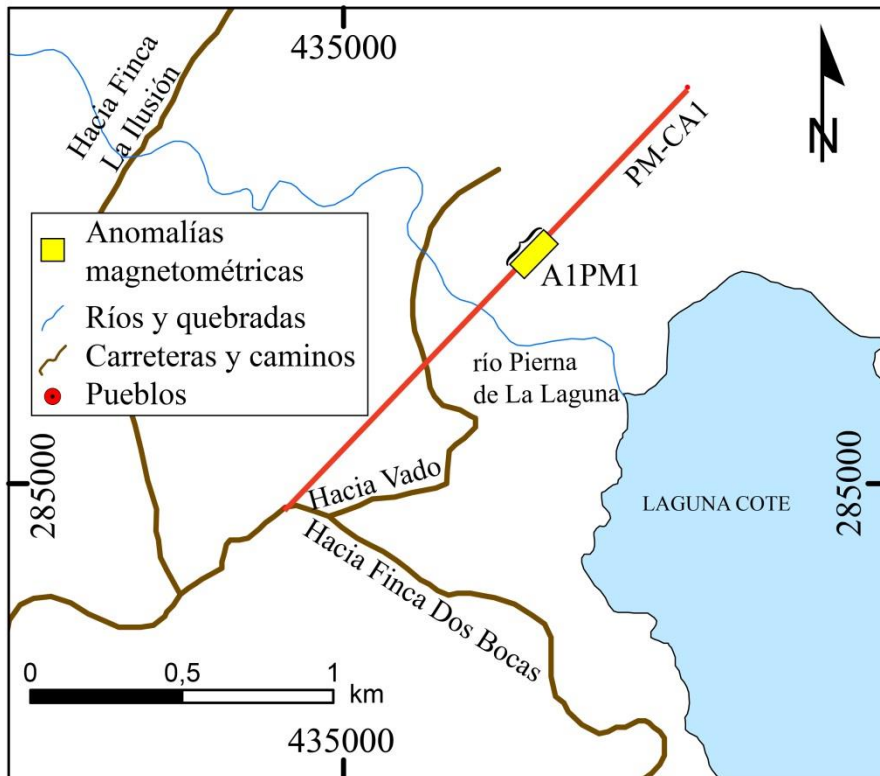 435000
Hacia Finca
La Ilusión
PM-CA1
N
Anomalías
magnetométricas
Ríos y quebradas
Carreteras y caminos
Pueblos
A1PM1
río Pierna
de La Laguna
285000
Hacia Vado
LAGUNA COTE
285000
Hacia Finca Dos Bocas
0 0,5 1
km
435000